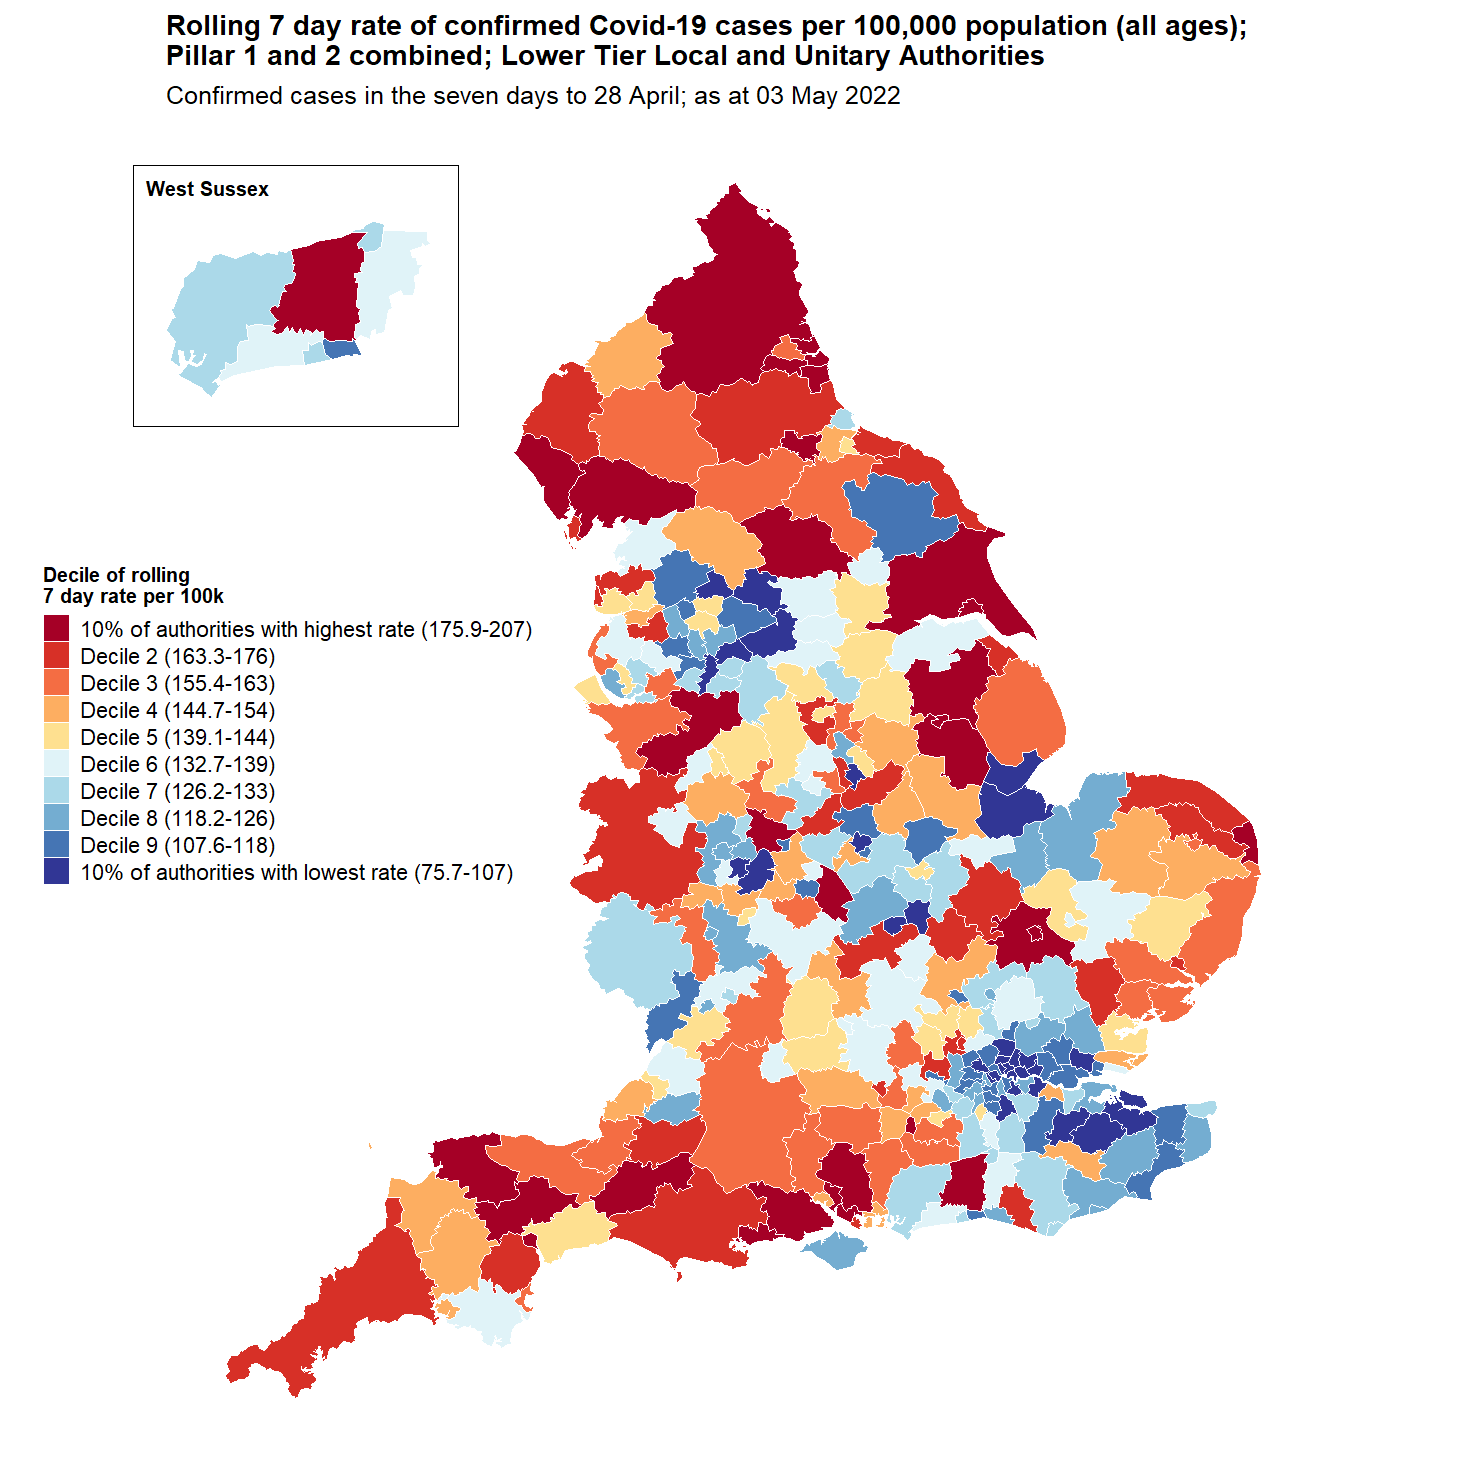 Rolling 7 day rate of confirmed Covid-19 cases per 100,000 population (all ages);
Pillar 1 and 2 combined; Lower Tier Local and Unitary Authorities
Confirmed cases in the seven days to 28 April; as at 03 May 2022
West Sussex
Decile of rolling
7 day rate per 100k
10% of authorities with highest rate (175.9-207)
Decile 2 (163.3-176)
Decile 3 (155.4-163)
Decile 4 (144.7-154)
Decile 5 (139.1-144)
Decile 6 (132.7-139)
Decile 7 (126.2-133)
Decile 8 (118.2-126)
Decile 9 (107.6-118)
10% of authorities with lowest rate (75.7-107)